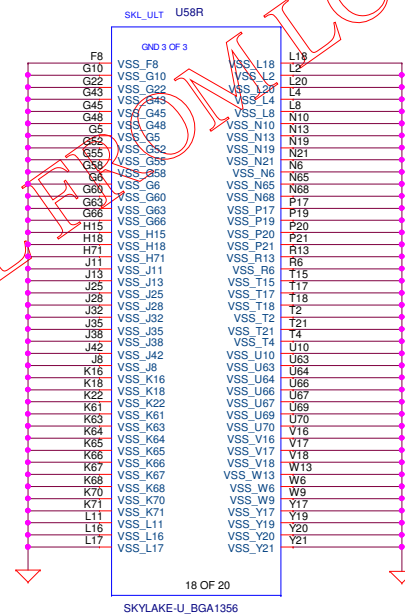 SKL_ULT U58R
GND 3 OF 3
F8 VSS_F8 VSS_L18 L18
G10 VSS_G10 VSS_L2 L2
G22 VSS_G22 VSS_L20 L20
G43 VSS_G43 VSS_L4 L4
G45 VSS_G45 VSS_L8 L8
G48 VSS_G48 VSS_N10 N10
G5 VSS_G5 VSS_N13 N13
G52 VSS_G52 VSS_N19 N19
G55 VSS_G55 VSS_N21 N21
G58 VSS_G58 VSS_N6 N6
G6 VSS_G6 VSS_N65 N65
G60 VSS_G60 VSS_N68 N68
G63 VSS_G63 VSS_P17 P17
G66 VSS_G66 VSS_P19 P19
H15 VSS_H15 VSS_P20 P20
H18 VSS_H18 VSS_P21 P21
H71 VSS_H71 VSS_R13 R13
J11 VSS_J11 VSS_R6 R6
J13 VSS_J13 VSS_T15 T15
J25 VSS_J25 VSS_T17 T17
J28 VSS_J28 VSS_T18 T18
J32 VSS_J32 VSS_T2 T2
J35 VSS_J35 VSS_T21 T21
J38 VSS_J38 VSS_T4 T4
J42 VSS_J42 VSS_U10 U10
J8 VSS_J8 VSS_U63 U63
K16 VSS_K16 VSS_U64 U64
K18 VSS_K18 VSS_U66 U66
K22 VSS_K22 VSS_U67 U67
K61 VSS_K61 VSS_U69 U69
K63 VSS_K63 VSS_U70 U70
K64 VSS_K64 VSS_V16 V16
K65 VSS_K65 VSS_V17 V17
K66 VSS_K66 VSS_V18 V18
K67 VSS_K67 VSS_W13 W13
K68 VSS_K68 VSS_W6 W6
K70 VSS_K70 VSS_W9 W9
K71 VSS_K71 VSS_Y17 Y17
L11 VSS_L11 VSS_Y19 Y19
L16 VSS_L16 VSS_Y20 Y20
L17 VSS_L17 VSS_Y21 Y21
18 OF 20
SKYLAKE-U_BGA1356
FROM